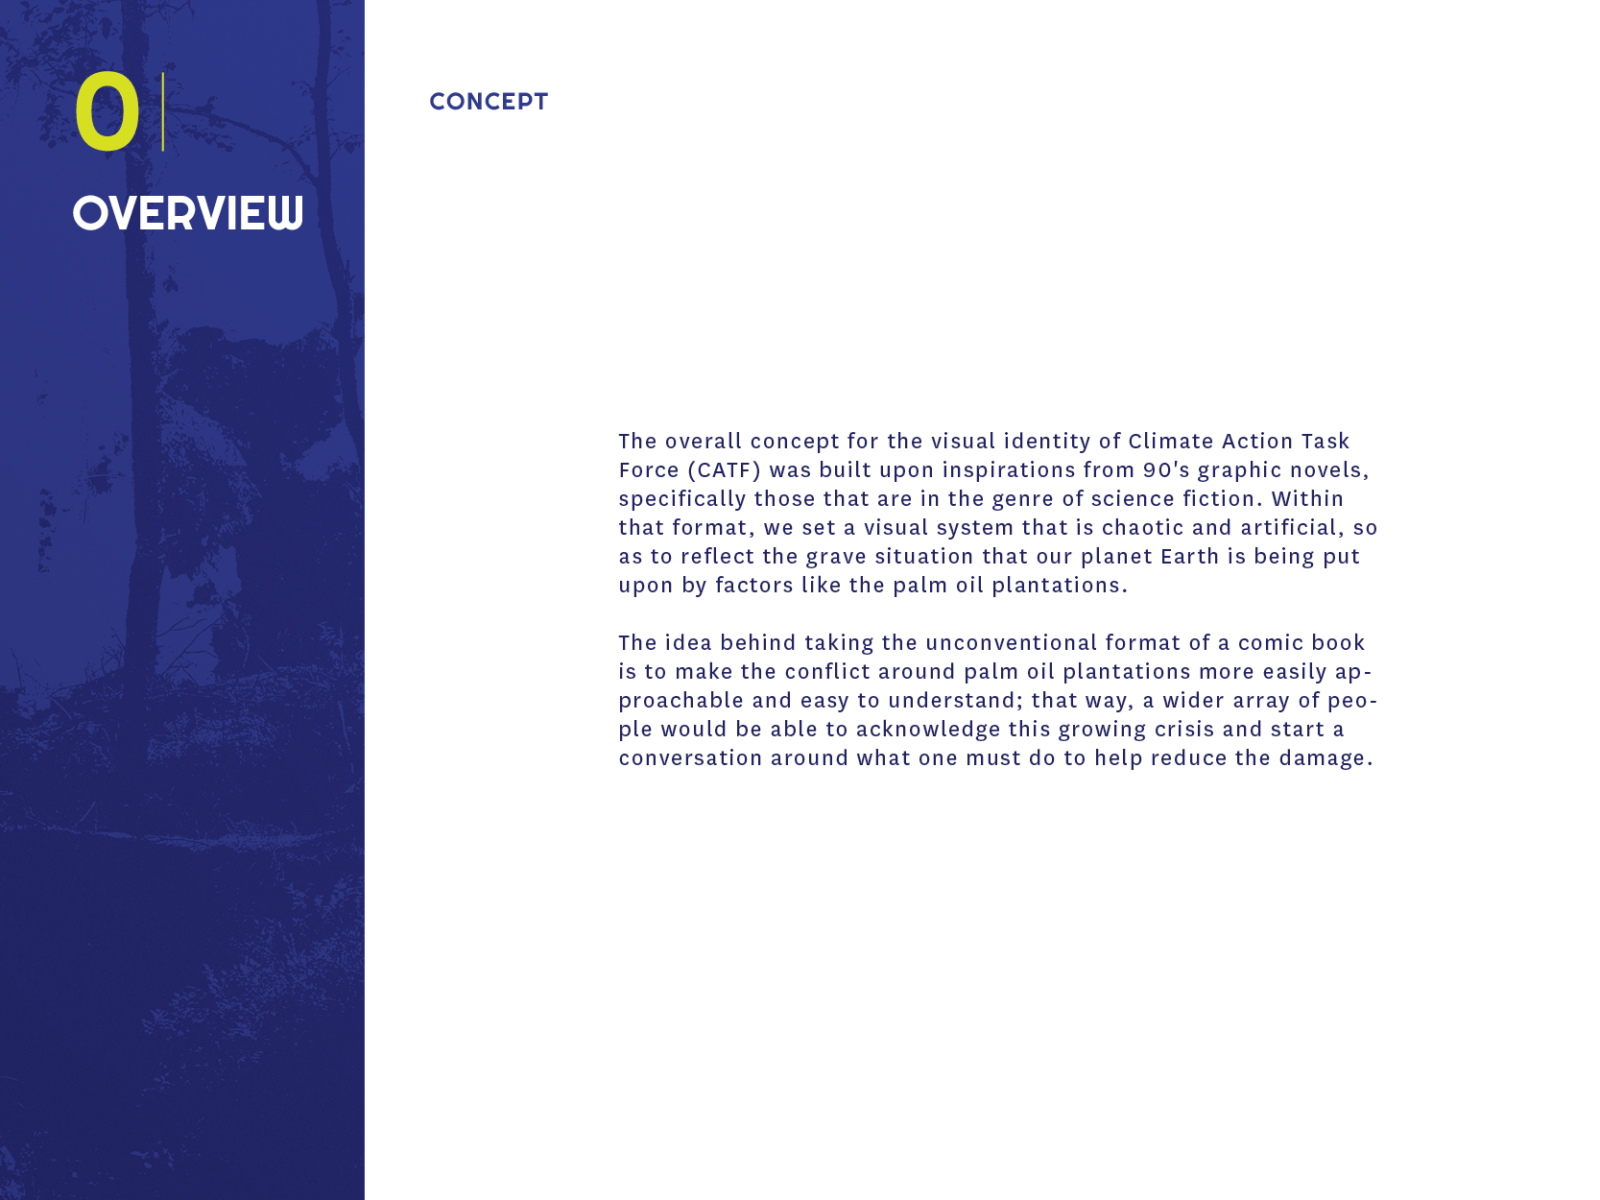 0
OVERVIEW
CONCEPT
The overall concept for the visual identity of Climate Action Task
Force (CATF) was built upon inspirations from 90's graphic novels,
specifically those that are in the genre of science fiction. Within
that format, we set a visual system that is chaotic and artificial, so
as to reflect the grave situation that our planet Earth is being put
upon by factors like the palm oil plantations.
The idea behind taking the unconventional format of a comic book
is to make the conflict around palm oil plantations more easily ap-
proachable and easy to understand; that way, a wider array of peo-
ple would be able to acknowledge this growing crisis and start a
conversation around what one must do to help reduce the damage.